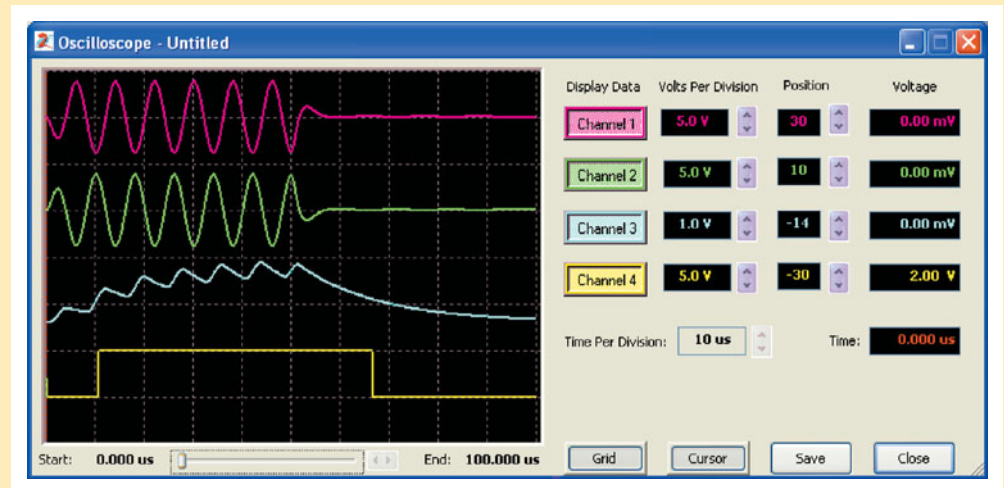 Oscilloscope - Untitled
Display Data Volts Per Division Position Voltage
Channel 1 5.0 V 30 0.00 mV
Channel 2 5.0 V 10 0.00 mV
Channel 3 1.0 V -14 0.00 mV
Channel 4 5.0 V -30 2.00 V
Time Per Division: 10 us Time: 0.000 us
Start: 0.000 us End: 100.000 us Grid Cursor Save Close